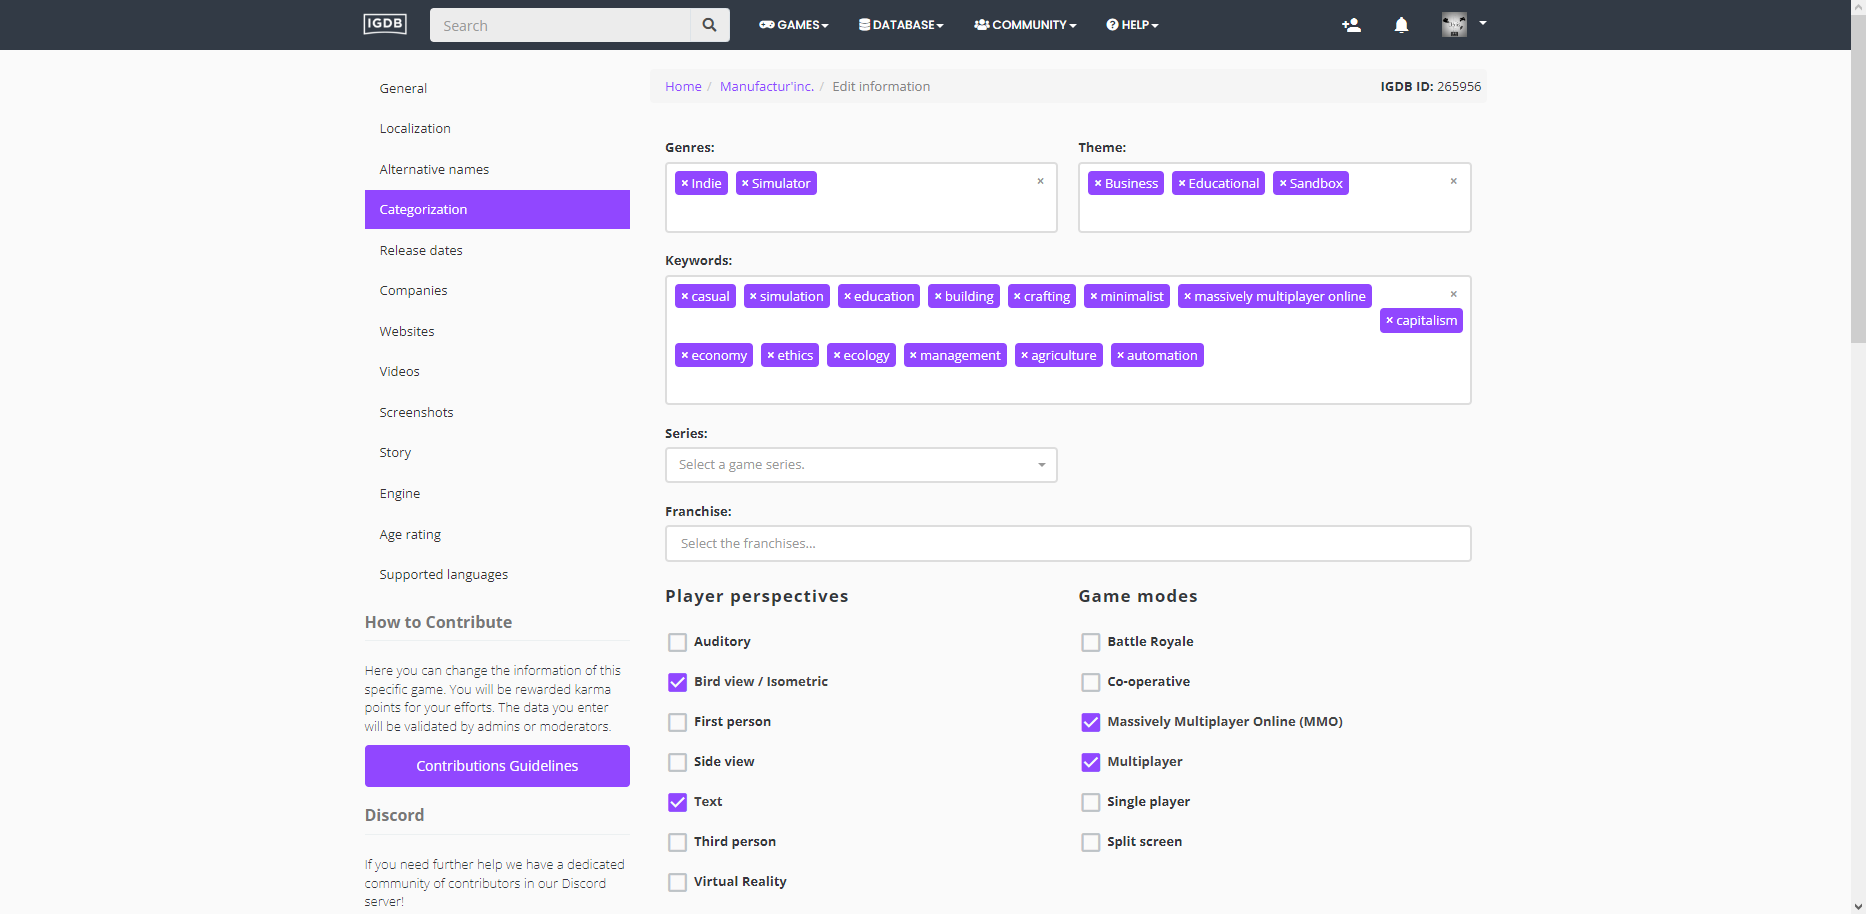 IGDB
Search
GAMES
DATABASE
COMMUNITY
HELP
General
Localization
Alternative names
Categorization
Release dates
Companies
Websites
Videos
Screenshots
Story
Engine
Age rating
Supported languages
How to Contribute
Here you can change the information of this
specific game. You will be rewarded karma
points for your efforts. The data you enter
will be validated by admins or moderators.
Contributions Guidelines
Discord
If you need further help we have a dedicated
community of contributors in our Discord
server!
Home / Manufactur'inc. / Edit information
IGDB ID: 265956
Genres:
× Indie × Simulator ×
Theme:
× Business × Educational × Sandbox ×
Keywords:
× casual × simulation × education × building × crafting × minimalist × massively multiplayer online ×
× capitalism
× economy × ethics × ecology × management × agriculture × automation
Series:
Select a game series.
Franchise:
Select the franchises...
Player perspectives
Auditory
Bird view / Isometric
First person
Side view
Text
Third person
Virtual Reality
Game modes
Battle Royale
Co-operative
Massively Multiplayer Online (MMO)
Multiplayer
Single player
Split screen